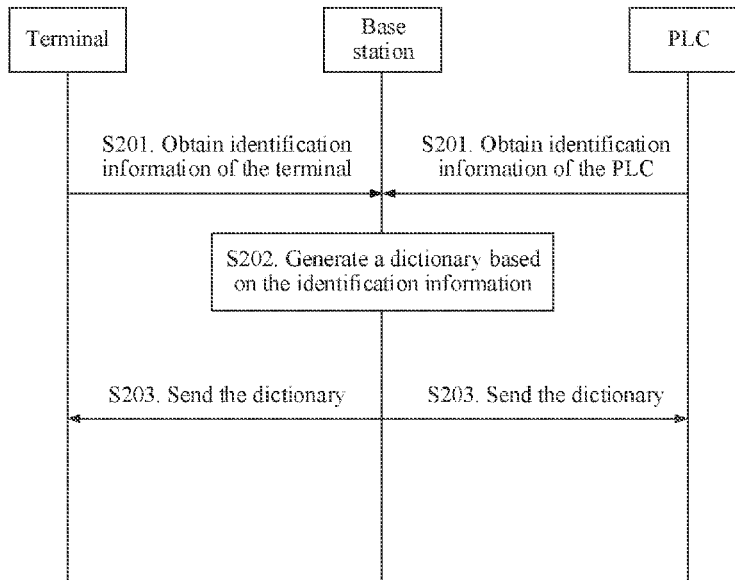 Terminal
Base
station
PLC
S201. Obtain identification
information of the terminal
S201. Obtain identification
information of the PLC
S202. Generate a dictionary based
on the identification information
S203. Send the dictionary
S203. Send the dictionary